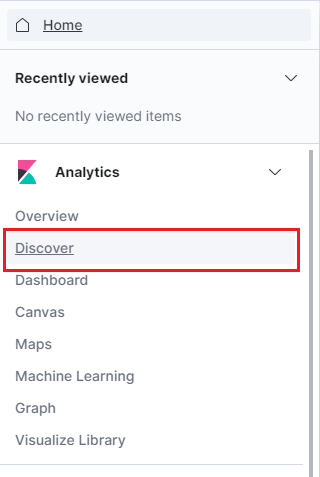 Home
Recently viewed
No recently viewed items
Analytics
Overview
Discover
Dashboard
Canvas
Maps
Machine Learning
Graph
Visualize Library